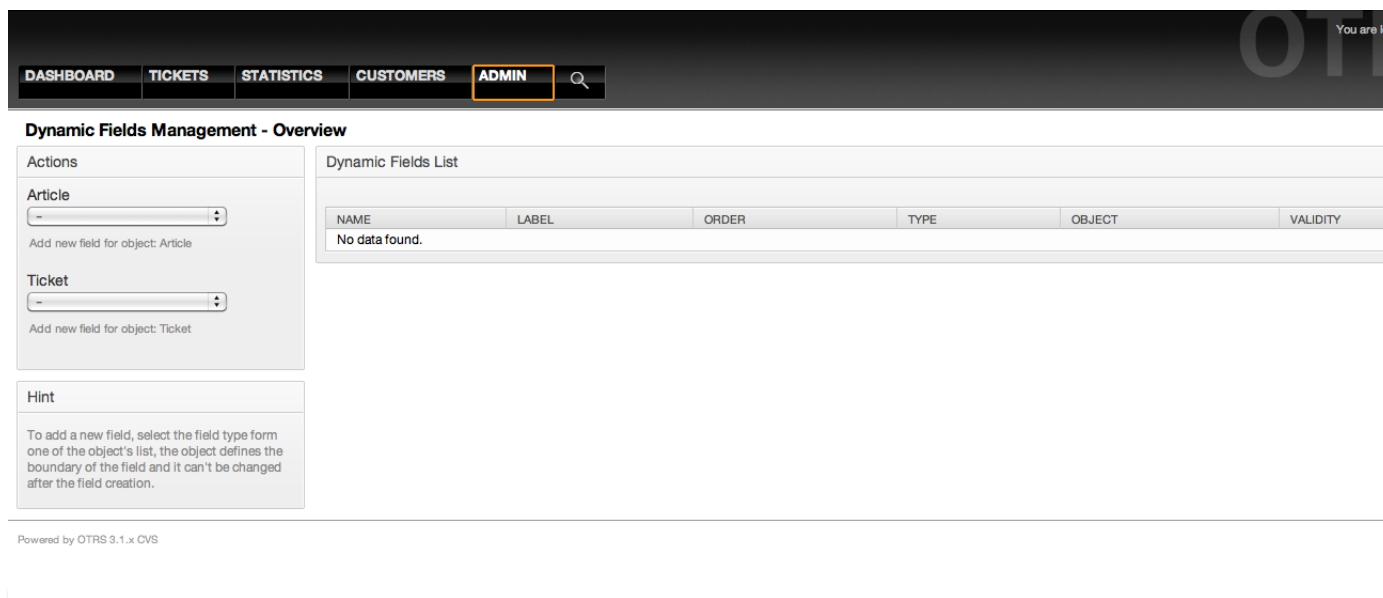 You are
DASHBOARD TICKETS STATISTICS CUSTOMERS ADMIN
Dynamic Fields Management - Overview
Actions
Article
-
Add new field for object: Article
Ticket
-
Add new field for object: Ticket
Hint
To add a new field, select the field type form
one of the object's list, the object defines the
boundary of the field and it can't be changed
after the field creation.
Dynamic Fields List
NAME LABEL ORDER TYPE OBJECT VALIDITY
No data found.
Powered by OTRS 3.1.x CVS